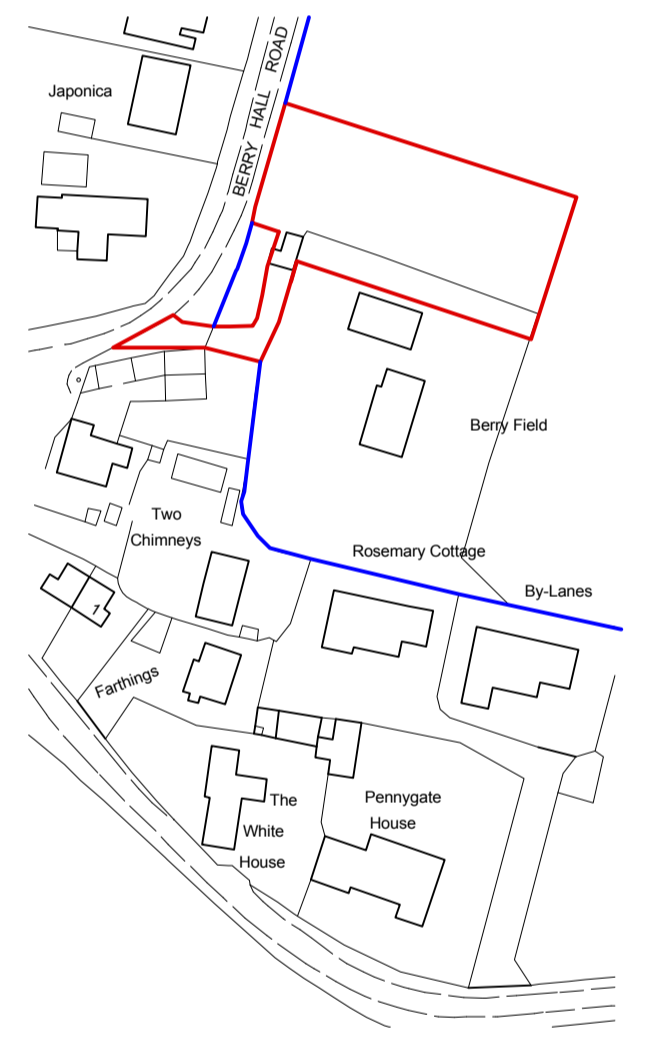 BERRY HALL ROAD
Japonica
Berry Field
Two
Chimneys
Rosemary Cottage
By-Lanes
1
Farthings
The
White
House
Pennygate
House